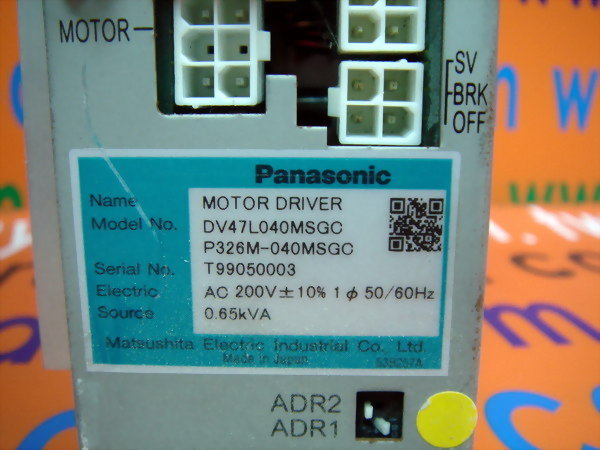 MOTOR
SV
BRK
OFF
Panasonic
Name MOTOR DRIVER
Model No. DV47L040MSGC
P326M-040MSGC
Serial No. T99050003
Electric AC 200V±10% 1φ 50/60Hz
Source 0.65kVA
Matsushita Electric Industrial Co. Ltd.
Made in Japan
ADR2
ADR1